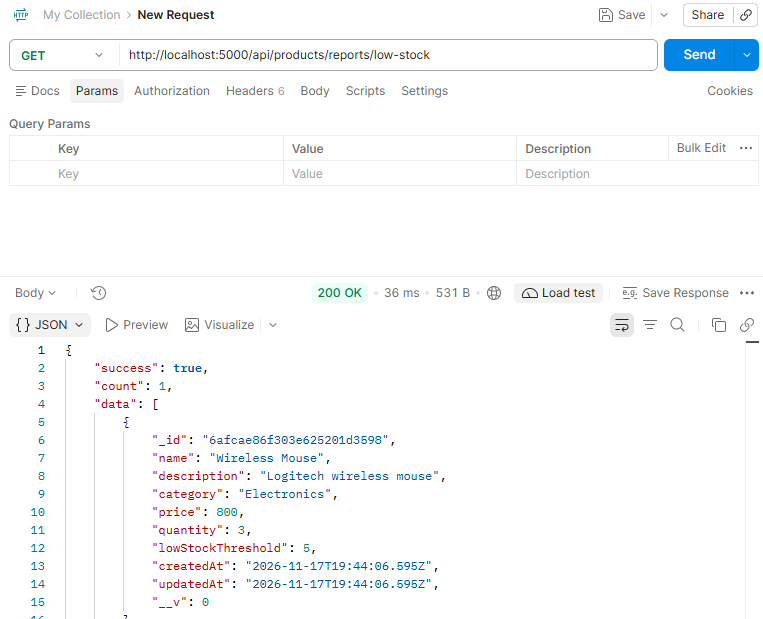 HTTP My Collection > New Request Save Share
GET http://localhost:5000/api/products/reports/low-stock Send
Docs Params Authorization Headers 6 Body Scripts Settings Cookies
Query Params
Key Value Description Bulk Edit
Key Value Description
Body 200 OK • 36 ms • 531 B • Load test e.g. Save Response
{} JSON Preview Visualize
1 {
2 "success": true,
3 "count": 1,
4 "data": [
5 {
6 "_id": "6afcae86f303e625201d3598",
7 "name": "Wireless Mouse",
8 "description": "Logitech wireless mouse",
9 "category": "Electronics",
10 "price": 800,
11 "quantity": 3,
12 "lowStockThreshold": 5,
13 "createdAt": "2026-11-17T19:44:06.595Z",
14 "updatedAt": "2026-11-17T19:44:06.595Z",
15 "__v": 0